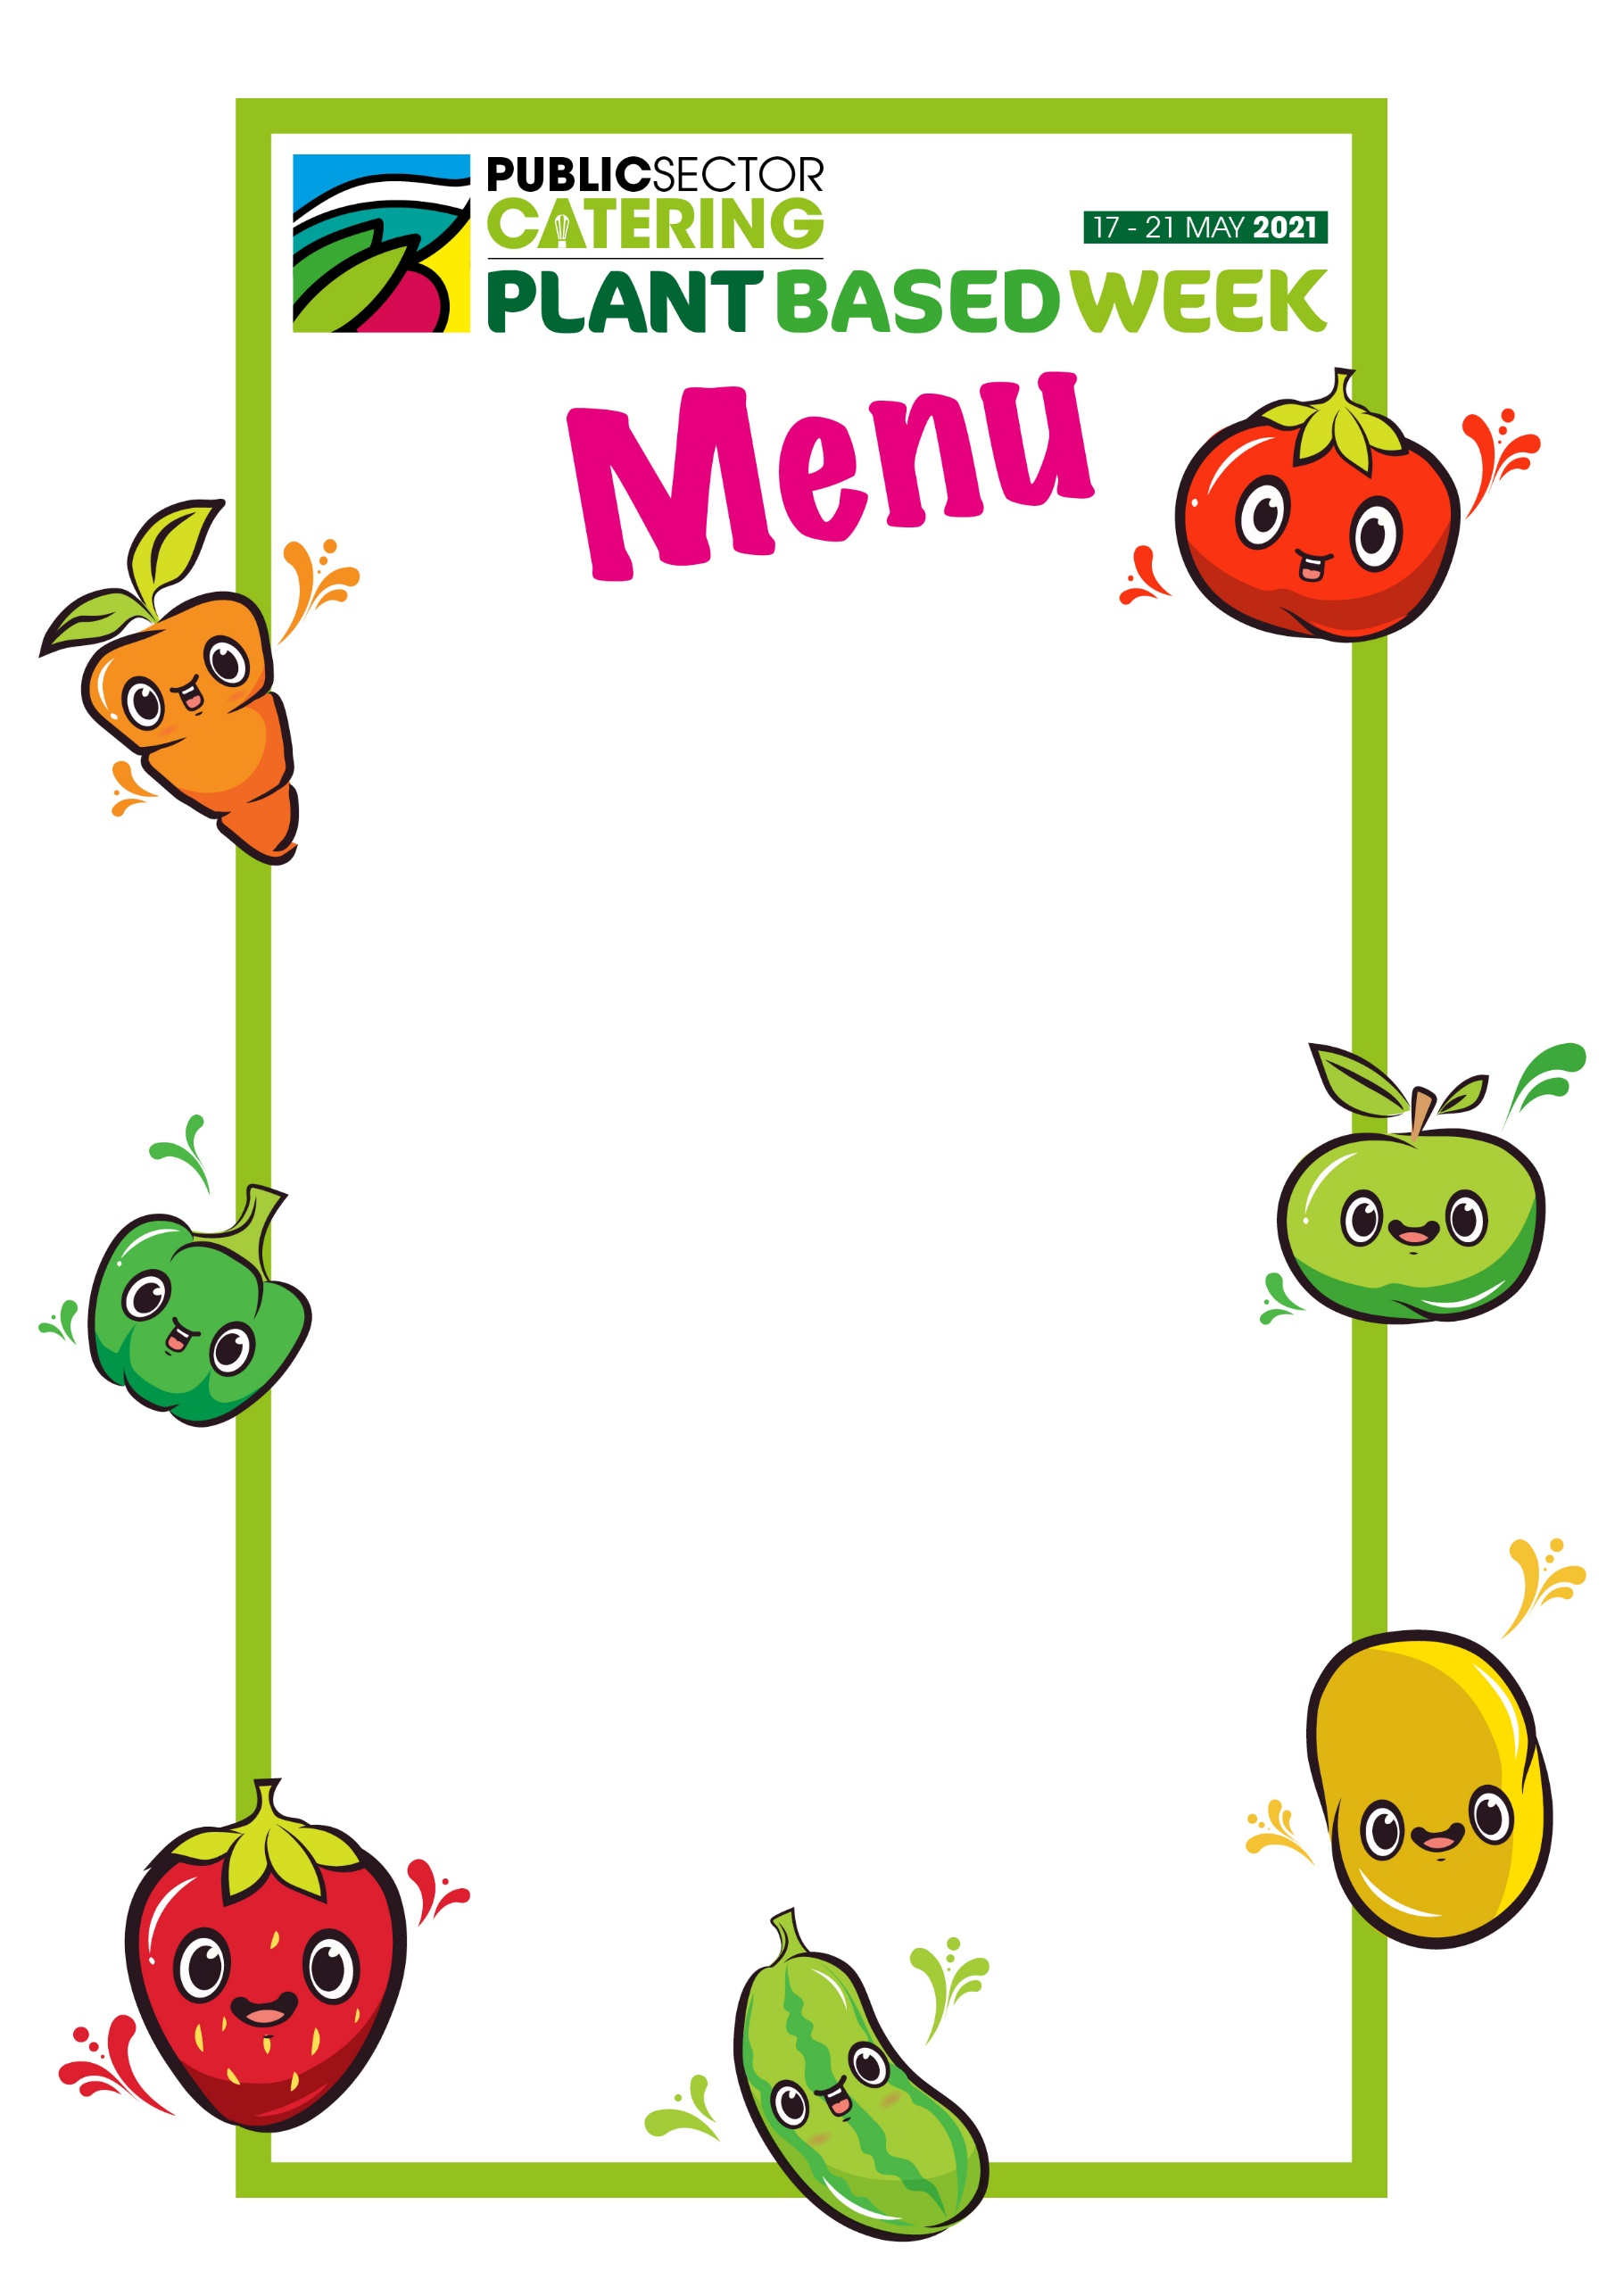 PUBLICSECTOR
CATERING
17 - 21 MAY 2021
PLANT BASED WEEK
Menu